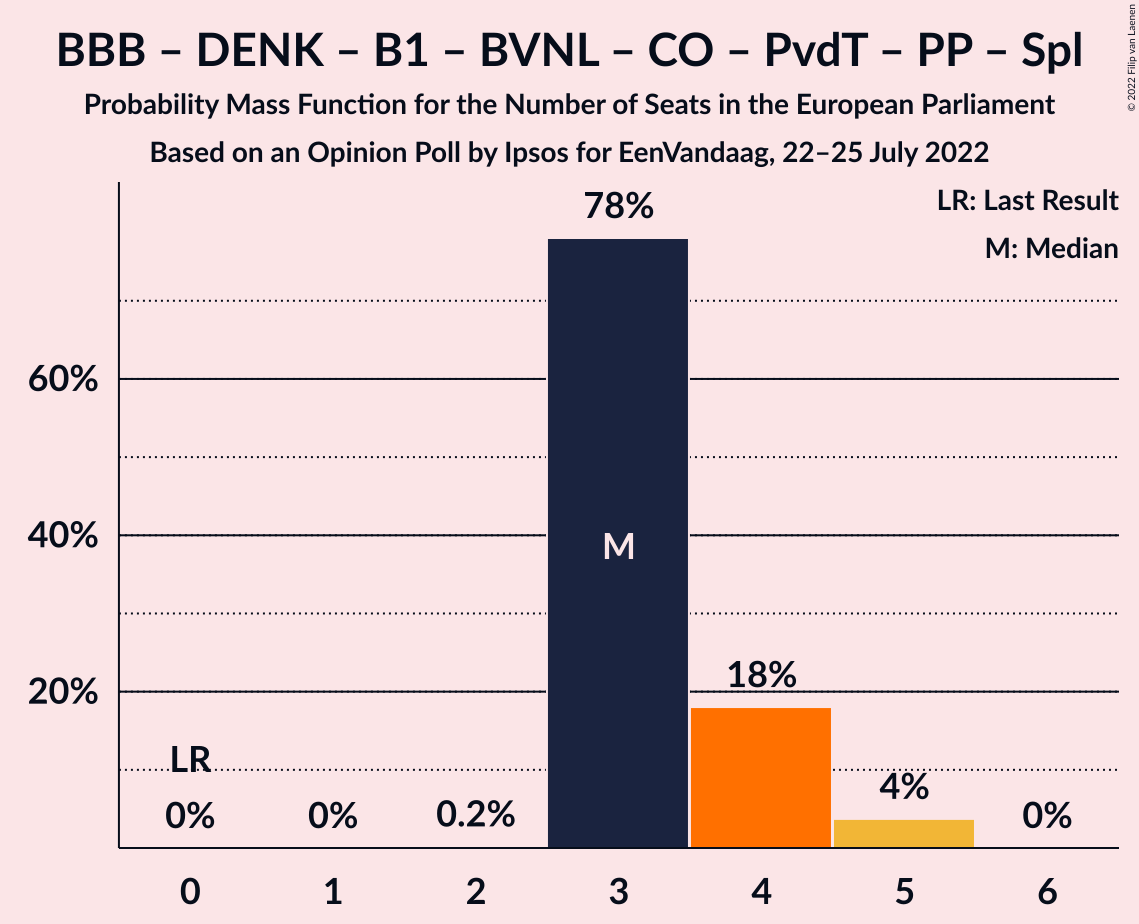 BBB – DENK – B1 – BVNL – CO – PvdT – PP – Spl
Probability Mass Function for the Number of Seats in the European Parliament
Based on an Opinion Poll by Ipsos for EenVandaag, 22–25 July 2022
© 2022 Filip van Laenen
LR: Last Result
M: Median
78%
60%
40%
M
20%
18%
LR
4%
0%
0%
0.2%
0%
0 1 2 3 4 5 6